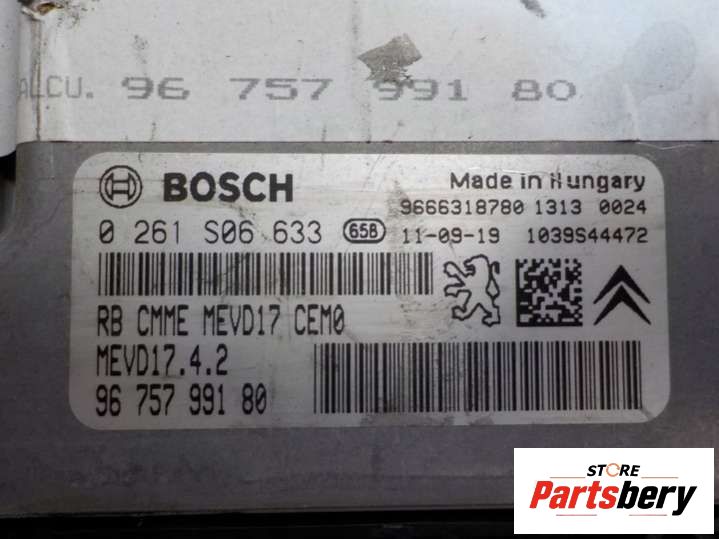 ALCU. 96 757 991 80
BOSCH
Made in Hungary
9666318780 1313 0024
0 261 S06 633 658 11-09-19 1039S44472
RB CMME MEVD17 CEM0
MEVD17.4.2
96 757 991 80
STORE
Partsbery